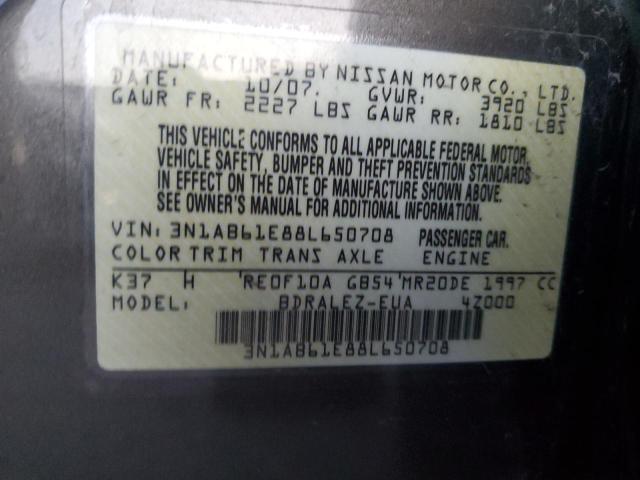 MANUFACTURED BY NISSAN MOTOR CO., LTD.
DATE: 10/07. GVWR: 3920 LBS
GAWR FR: 2227 LBS GAWR RR: 1810 LBS
THIS VEHICLE CONFORMS TO ALL APPLICABLE FEDERAL MOTOR
VEHICLE SAFETY, BUMPER AND THEFT PREVENTION STANDARDS
IN EFFECT ON THE DATE OF MANUFACTURE SHOWN ABOVE.
SEE OWNER'S MANUAL FOR ADDITIONAL INFORMATION.
VIN: 3N1AB61E88L650708 PASSENGER CAR.
COLOR TRIM TRANS AXLE ENGINE
K37 H 'RE0F10A GB54'MR20DE 1997 CC
MODEL: BDRALEZ-EUA 4Z000
3N1AB61E88L650708